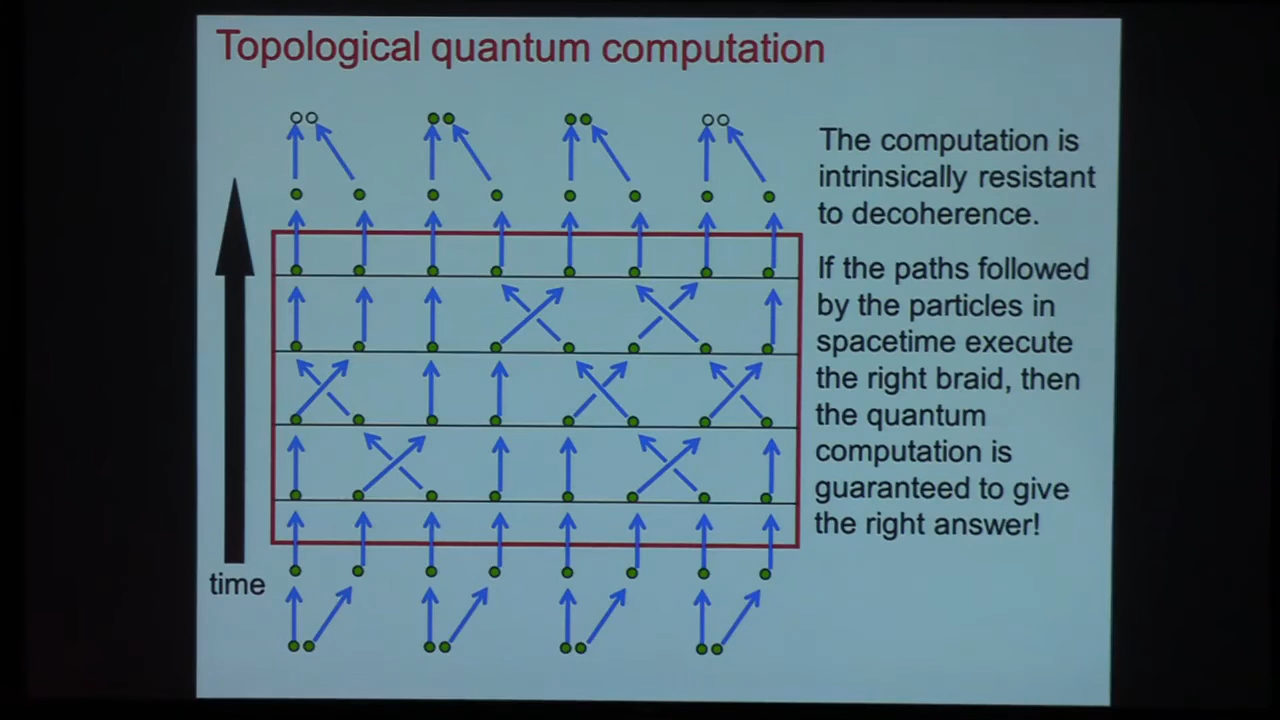 Topological quantum computation
The computation is
intrinsically resistant
to decoherence.
If the paths followed
by the particles in
spacetime execute
the right braid, then
the quantum
computation is
guaranteed to give
the right answer!
time